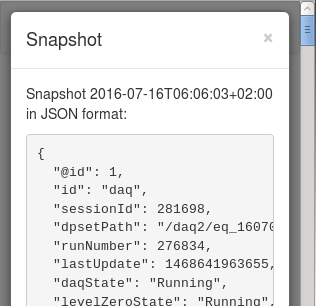 Snapshot ×
Snapshot 2016-07-16T06:06:03+02:00
in JSON format:
{
"@id": 1,
"id": "daq",
"sessionId": 281698,
"dpsetPath": "/daq2/eq_16070
"runNumber": 276834,
"lastUpdate": 1468641963655,
"daqState": "Running",
"levelZeroState": "Running",